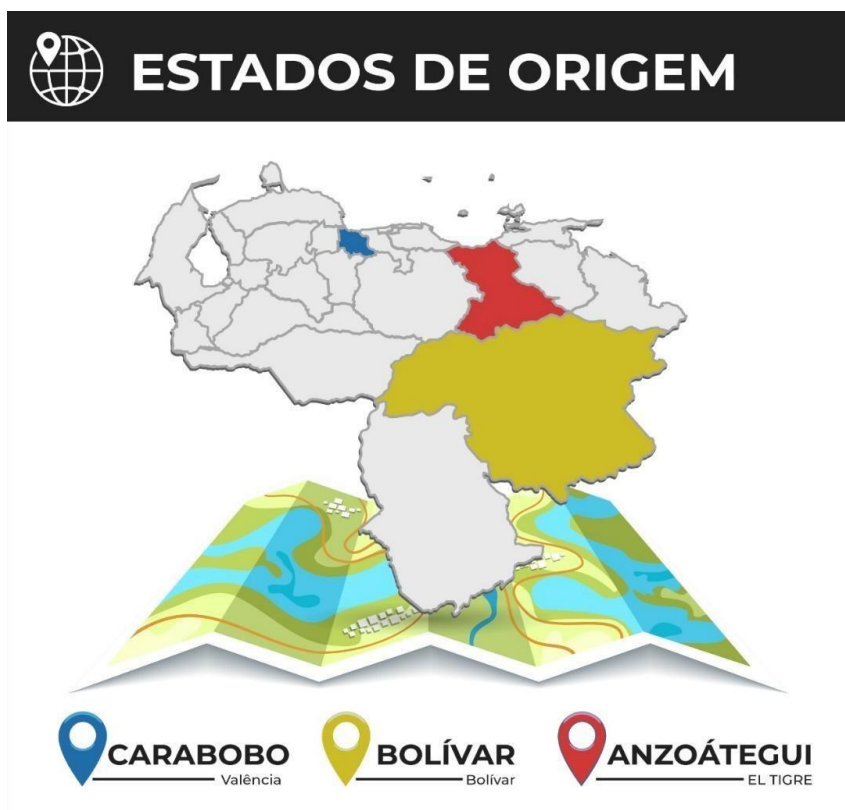 ESTADOS DE ORIGEM
CARABOBO
Valência
BOLÍVAR
Bolívar
ANZOÁTEGUI
EL TIGRE